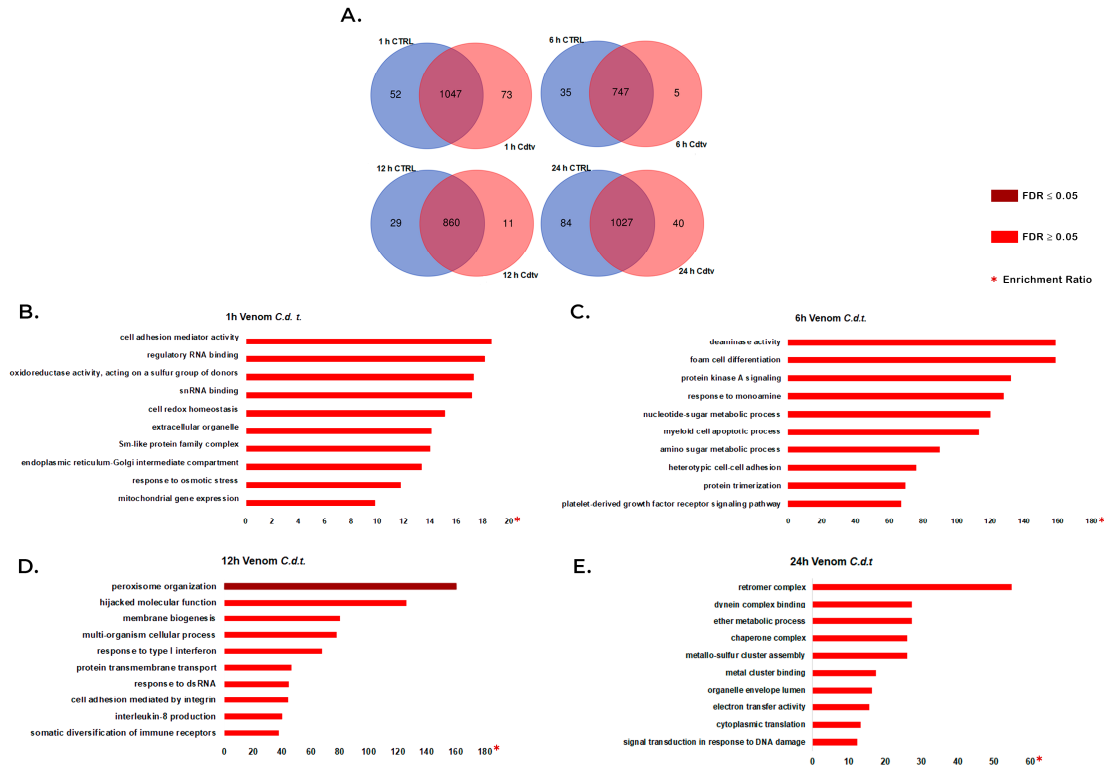 A.
1 h CTRL
52
1047
73
1 h Cdtv
6 h CTRL
35
747
5
6 h Cdtv
12 h CTRL
29
860
11
12 h Cdtv
24 h CTRL
84
1027
40
24 h Cdtv
FDR ≤ 0.05
FDR ≥ 0.05
* Enrichment Ratio
B.
1h Venom C.d. t.
cell adhesion mediator activity
regulatory RNA binding
oxidoreductase activity, acting on a sulfur group of donors
snRNA binding
cell redox homeostasis
extracellular organelle
Sm-like protein family complex
endoplasmic reticulum-Golgi intermediate compartment
response to osmotic stress
mitochondrial gene expression
0 2 4 6 8 10 12 14 16 18 20 *
C.
6h Venom C.d.t.
deaminase activity
foam cell differentiation
protein kinase A signaling
response to monoamine
nucleotide-sugar metabolic process
myeloid cell apoptotic process
amino sugar metabolic process
heterotypic cell-cell adhesion
protein trimerization
platelet-derived growth factor receptor signaling pathway
0 20 40 60 80 100 120 140 160 180 *
D.
12h Venom C.d.t.
peroxisome organization
hijacked molecular function
membrane biogenesis
multi-organism cellular process
response to type I interferon
protein transmembrane transport
response to dsRNA
cell adhesion mediated by integrin
interleukin-8 production
somatic diversification of immune receptors
0 20 40 60 80 100 120 140 160 180 *
E.
24h Venom C.d.t
retromer complex
dynein complex binding
ether metabolic process
chaperone complex
metallo-sulfur cluster assembly
metal cluster binding
organelle envelope lumen
electron transfer activity
cytoplasmic translation
signal transduction in response to DNA damage
0 5 10 15 20 25 30 35 40 45 50 55 60 *